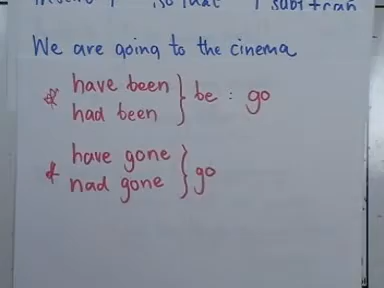 We are going to the cinema
* have been } be : go
had been
* have gone } go
had gone